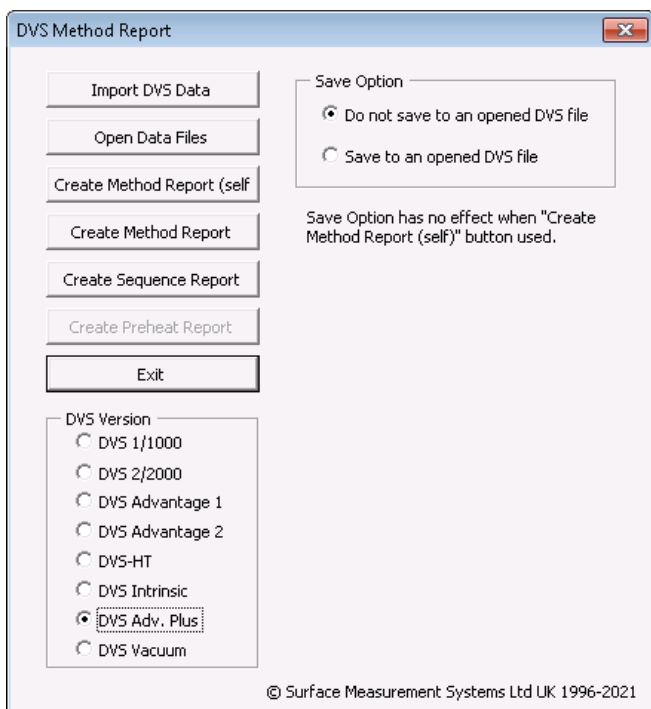 DVS Method Report
Import DVS Data
Open Data Files
Create Method Report (self
Create Method Report
Create Sequence Report
Create Preheat Report
Exit
DVS Version
DVS 1/1000
DVS 2/2000
DVS Advantage 1
DVS Advantage 2
DVS-HT
DVS Intrinsic
DVS Adv. Plus
DVS Vacuum
Save Option
Do not save to an opened DVS file
Save to an opened DVS file
Save Option has no effect when "Create
Method Report (self)" button used.
© Surface Measurement Systems Ltd UK 1996-2021